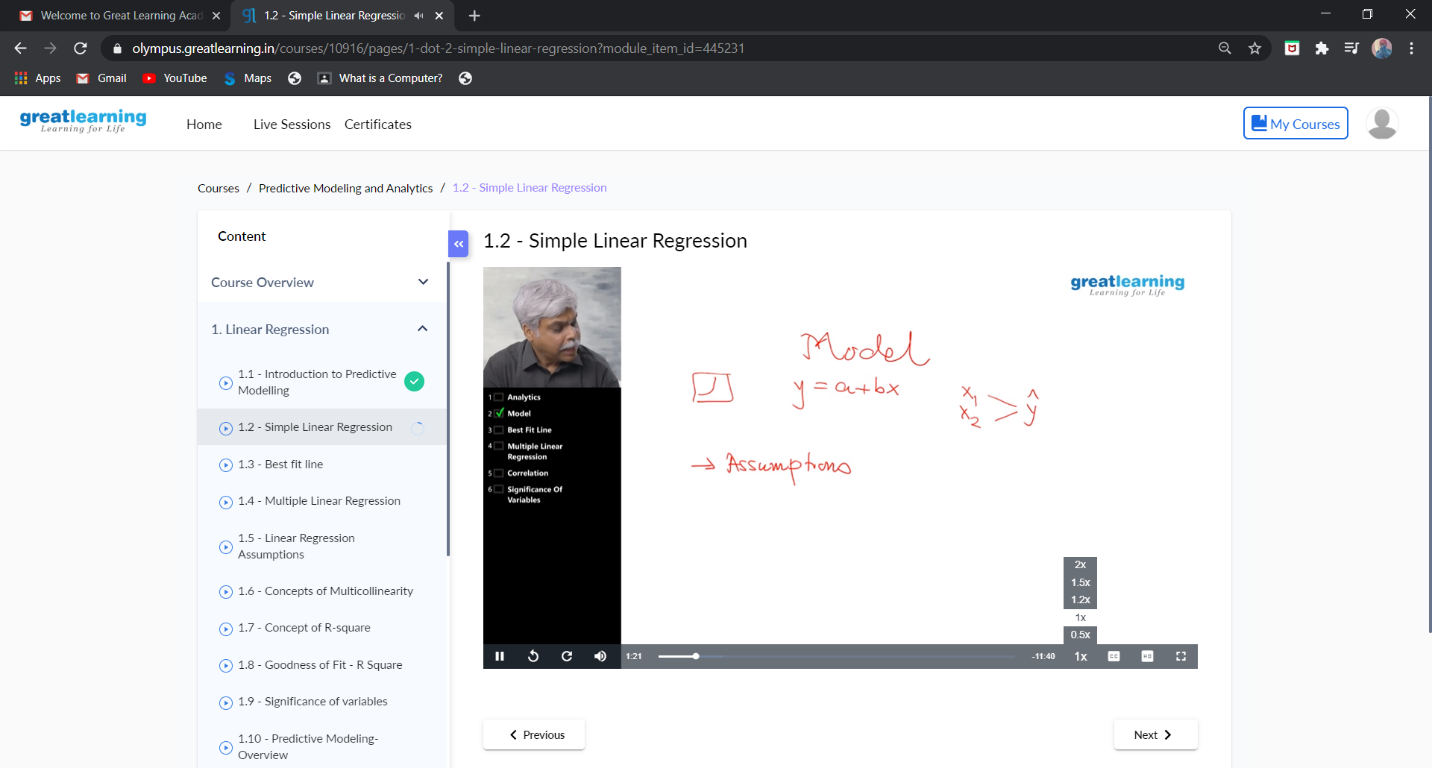 Welcome to Great Learning Acad
1.2 - Simple Linear Regressio
olympus.greatlearning.in/courses/10916/pages/1-dot-2-simple-linear-regression?module_item_id=445231
Apps Gmail YouTube Maps What is a Computer?
greatlearning
Learning for Life
Home Live Sessions Certificates
My Courses
Courses / Predictive Modeling and Analytics / 1.2 - Simple Linear Regression
Content
Course Overview
1. Linear Regression
1.1 - Introduction to Predictive
Modelling
1.2 - Simple Linear Regression
1.3 - Best fit line
1.4 - Multiple Linear Regression
1.5 - Linear Regression
Assumptions
1.6 - Concepts of Multicollinearity
1.7 - Concept of R-square
1.8 - Goodness of Fit - R Square
1.9 - Significance of variables
1.10 - Predictive Modeling-
Overview
1.2 - Simple Linear Regression
greatlearning
Learning for Life
1 Analytics
2 Model
3 Best Fit Line
4 Multiple Linear
Regression
5 Correlation
6 Significance Of
Variables
Model
y = a+bx
x₁
x₂ ŷ
→ Assumptions
2x
1.5x
1.2x
1x
0.5x
1:21 -11:40 1x CC HD
Previous
Next